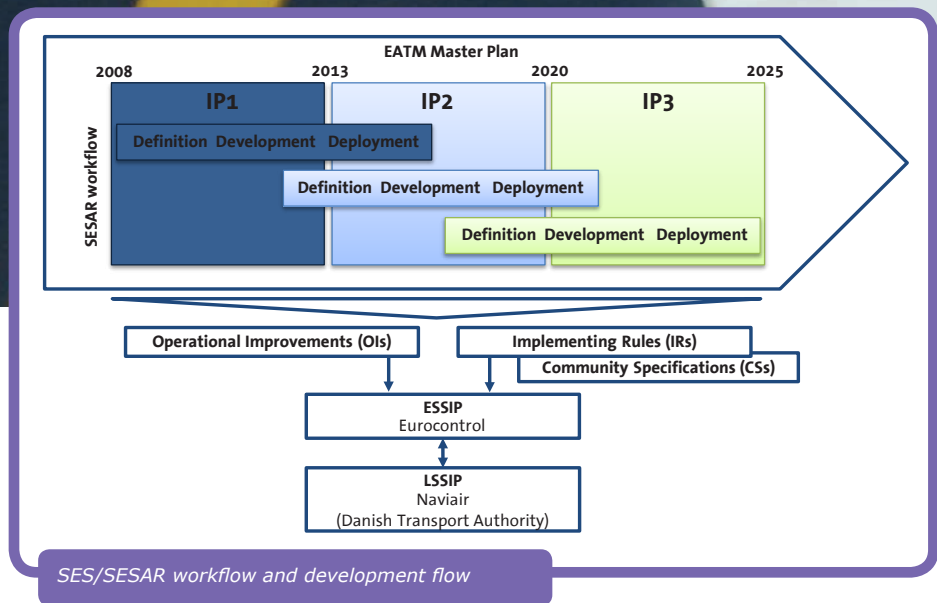 EATM Master Plan
2008 2013 2020 2025
IP1 IP2 IP3
SESAR workflow
Definition Development Deployment
Definition Development Deployment
Definition Development Deployment
Operational Improvements (OIs)
Implementing Rules (IRs)
Community Specifications (CSs)
ESSIP
Eurocontrol
LSSIP
Naviair
(Danish Transport Authority)
SES/SESAR workflow and development flow